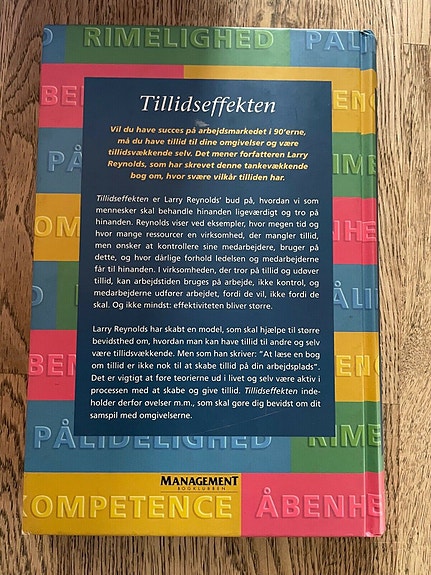 RIMELIGHED
PÅLI
ÅBEN
Tillidseffekten
Vil du have succes på arbejdsmarkedet i 90'erne,
må du have tillid til dine omgivelser og være
tillidsvækkende selv. Det mener forfatteren Larry
Reynolds, som har skrevet denne tankevækkende
bog om, hvor svære vilkår tilliden har.
Tillidseffekten er Larry Reynolds' bud på, hvordan vi som
mennesker skal behandle hinanden ligeværdigt og tro på
hinanden. Reynolds viser ved eksempler, hvor megen tid og
hvor mange ressourcer en virksomhed, der mangler tillid,
men ønsker at kontrollere sine medarbejdere, bruger på
dette, og hvor dårlige forhold ledelsen og medarbejderne
får til hinanden. I virksomheden, der tror på tillid og udøver
tillid, kan arbejdstiden bruges på arbejde, ikke kontrol, og
medarbejderne udfører arbejdet, fordi de vil, ikke fordi de
skal. Og ikke mindst: effektiviteten bliver større.
Larry Reynolds har skabt en model, som skal hjælpe til større
bevidsthed om, hvordan man kan have tillid til andre og selv
være tillidsvækkende. Men som han skriver: "At læse en bog
om tillid er ikke nok til at skabe tillid på din arbejdsplads".
Det er vigtigt at føre teorierne ud i livet og selv være aktiv i
processen med at skabe og give tillid. Tillidseffekten inde-
holder derfor øvelser m.m., som skal gøre dig bevidst om dit
samspil med omgivelserne.
PÅLIDELIGHED
RIME
MANAGEMENT
BOGKLUBBEN
KOMPETENCE
ÅBENHE